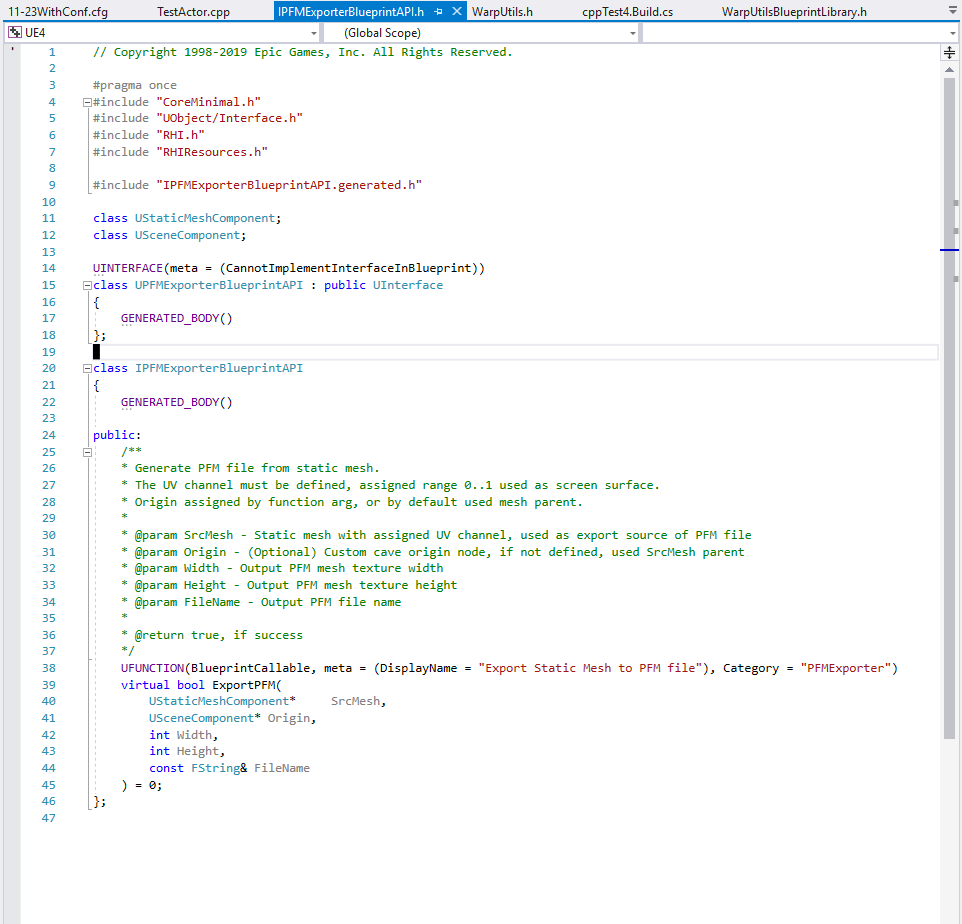 11-23WithConf.cfg TestActor.cpp IPFMExporterBlueprintAPI.h WarpUtils.h cppTest4.Build.cs WarpUtilsBlueprintLibrary.h
UE4 (Global Scope)
1 // Copyright 1998-2019 Epic Games, Inc. All Rights Reserved.
2
3 #pragma once
4 #include "CoreMinimal.h"
5 #include "UObject/Interface.h"
6 #include "RHI.h"
7 #include "RHIResources.h"
8
9 #include "IPFMExporterBlueprintAPI.generated.h"
10
11 class UStaticMeshComponent;
12 class USceneComponent;
13
14 UINTERFACE(meta = (CannotImplementInterfaceInBlueprint))
15 class UPFMExporterBlueprintAPI : public UInterface
16 {
17 GENERATED_BODY()
18 };
19
20 class IPFMExporterBlueprintAPI
21 {
22 GENERATED_BODY()
23
24 public:
25 /**
26 * Generate PFM file from static mesh.
27 * The UV channel must be defined, assigned range 0..1 used as screen surface.
28 * Origin assigned by function arg, or by default used mesh parent.
29 *
30 * @param SrcMesh - Static mesh with assigned UV channel, used as export source of PFM file
31 * @param Origin - (Optional) Custom cave origin node, if not defined, used SrcMesh parent
32 * @param Width - Output PFM mesh texture width
33 * @param Height - Output PFM mesh texture height
34 * @param FileName - Output PFM file name
35 *
36 * @return true, if success
37 */
38 UFUNCTION(BlueprintCallable, meta = (DisplayName = "Export Static Mesh to PFM file"), Category = "PFMExporter")
39 virtual bool ExportPFM(
40 UStaticMeshComponent* SrcMesh,
41 USceneComponent* Origin,
42 int Width,
43 int Height,
44 const FString& FileName
45 ) = 0;
46 };
47